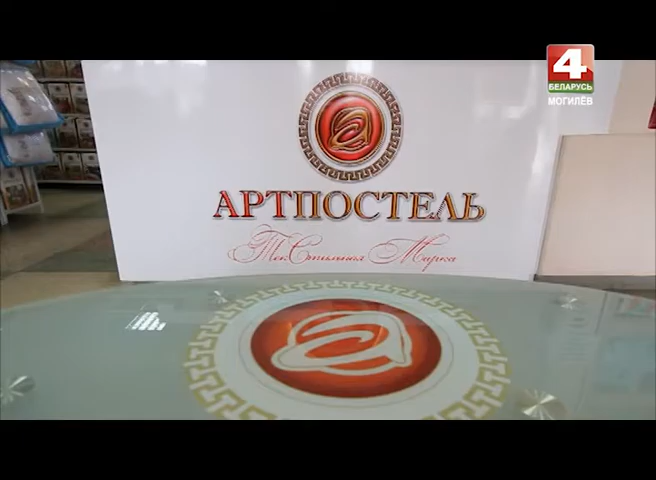 4
БЕЛАРУСЬ
МОГИЛЁВ
АРТПОСТЕЛЬ
ТекСтильная Марка